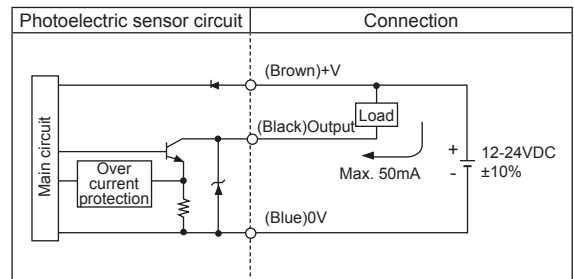 Photoelectric sensor circuit
Connection
(Brown)+V
Load
(Black)Output
Main circuit
Over
current
protection
Max. 50mA
+
-
12-24VDC
±10%
(Blue)0V